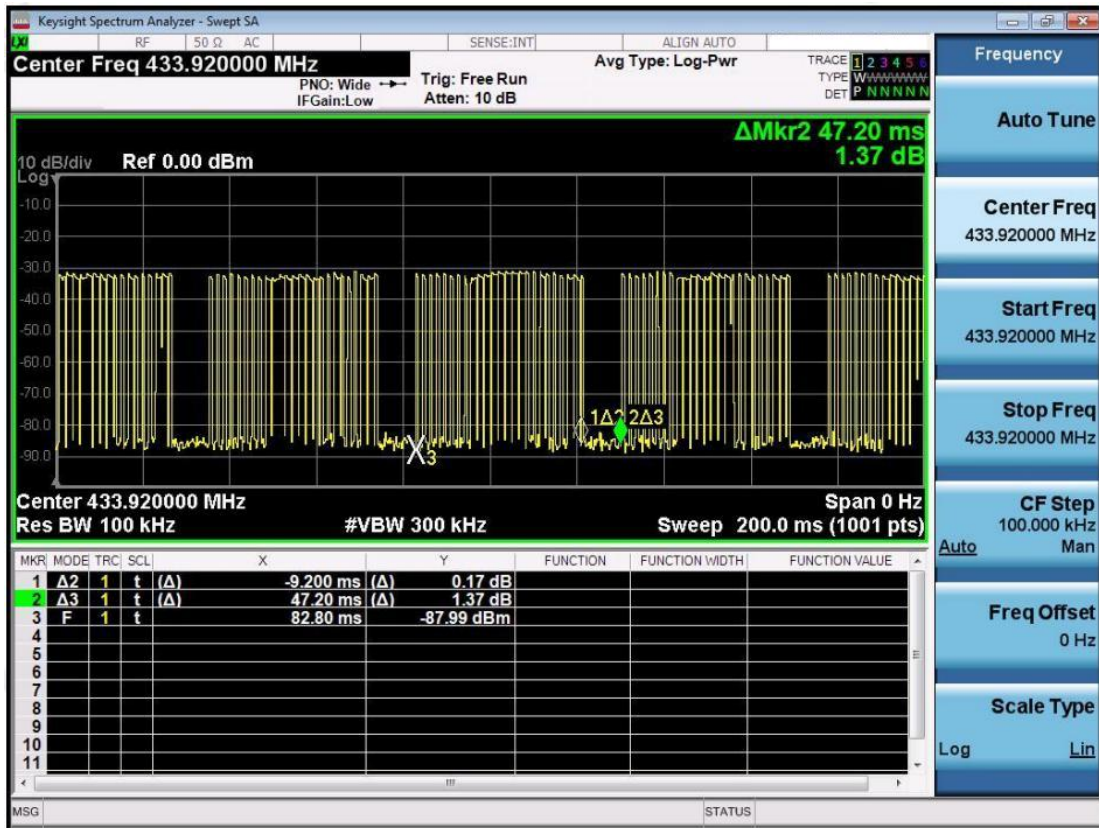 Keysight Spectrum Analyzer - Swept SA
LXI RF 50 Ω AC SENSE:INT ALIGN AUTO
Center Freq 433.920000 MHz
PNO: Wide
IFGain:Low
Trig: Free Run
Atten: 10 dB
Avg Type: Log-Pwr
TRACE 1 2 3 4 5 6
TYPE W W W W W W
DET P N N N N N
ΔMkr2 47.20 ms
1.37 dB
10 dB/div Ref 0.00 dBm
Log
-10.0
-20.0
-30.0
-40.0
-50.0
-60.0
-70.0
-80.0
-90.0
1Δ2 2Δ3
3
Center 433.920000 MHz Span 0 Hz
Res BW 100 kHz #VBW 300 kHz Sweep 200.0 ms (1001 pts)
MKR MODE TRC SCL X Y FUNCTION FUNCTION WIDTH FUNCTION VALUE
1 Δ2 1 t (Δ) -9.200 ms (Δ) 0.17 dB
2 Δ3 1 t (Δ) 47.20 ms (Δ) 1.37 dB
3 F 1 t 82.80 ms -87.99 dBm
4
5
6
7
8
9
10
11
MSG STATUS
Frequency
Auto Tune
Center Freq
433.920000 MHz
Start Freq
433.920000 MHz
Stop Freq
433.920000 MHz
CF Step
100.000 kHz
Auto Man
Freq Offset
0 Hz
Scale Type
Log Lin